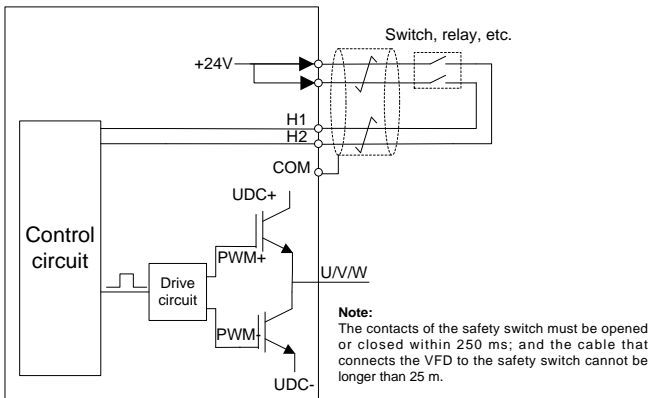 Switch, relay, etc.
+24V
H1
H2
COM
UDC+
Control
circuit
PWM+
Drive
circuit
U/V/W
PWM-
UDC-
Note:
The contacts of the safety switch must be opened
or closed within 250 ms; and the cable that
connects the VFD to the safety switch cannot be
longer than 25 m.